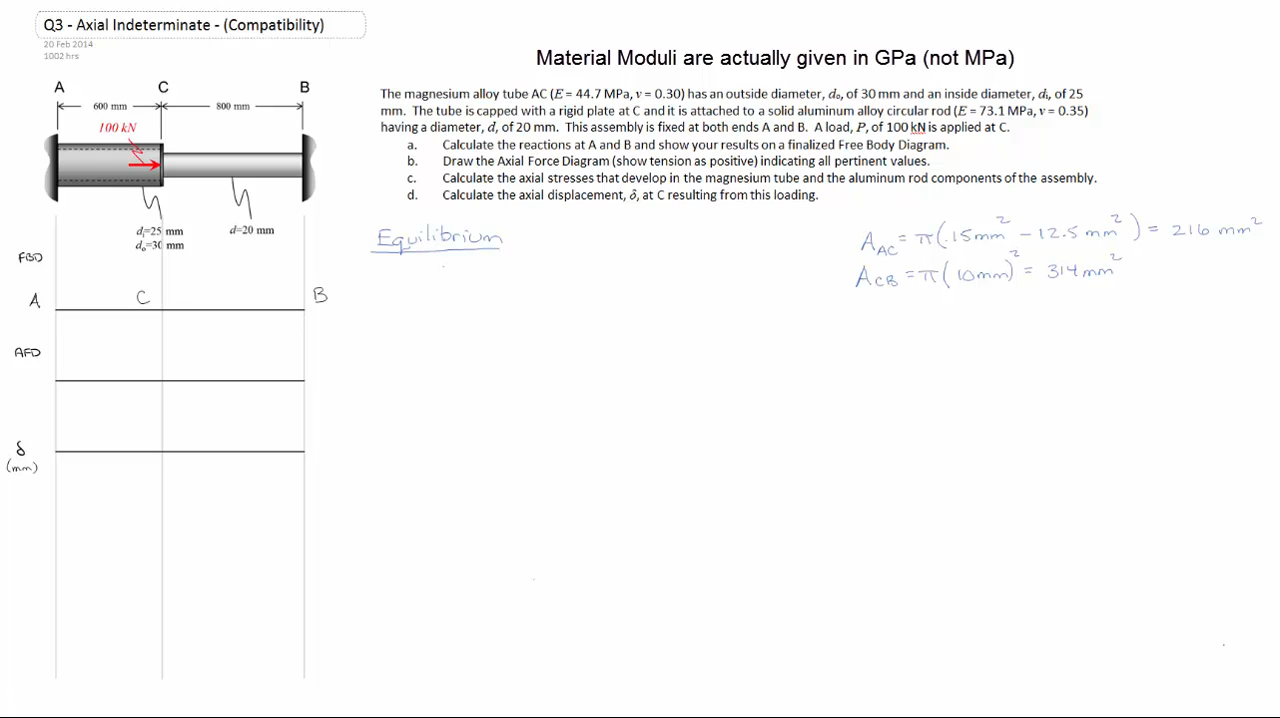 Q3 - Axial Indeterminate - (Compatibility)
20 Feb 2014
1002 hrs
Material Moduli are actually given in GPa (not MPa)
The magnesium alloy tube AC (E = 44.7 MPa, ν = 0.30) has an outside diameter, dₒ, of 30 mm and an inside diameter, dᵢ, of 25
mm. The tube is capped with a rigid plate at C and it is attached to a solid aluminum alloy circular rod (E = 73.1 MPa, ν = 0.35)
having a diameter, d, of 20 mm. This assembly is fixed at both ends A and B. A load, P, of 100 kN is applied at C.
a. Calculate the reactions at A and B and show your results on a finalized Free Body Diagram.
b. Draw the Axial Force Diagram (show tension as positive) indicating all pertinent values.
c. Calculate the axial stresses that develop in the magnesium tube and the aluminum rod components of the assembly.
d. Calculate the axial displacement, δ, at C resulting from this loading.
A C B
600 mm 800 mm
100 kN
dᵢ=25 mm
dₒ=30 mm
d=20 mm
Equilibrium
A_AC = π(.15mm² − 12.5mm²) = 216 mm²
A_CB = π(10mm)² = 314mm²
FBD
A C B
AFD
δ
(mm)